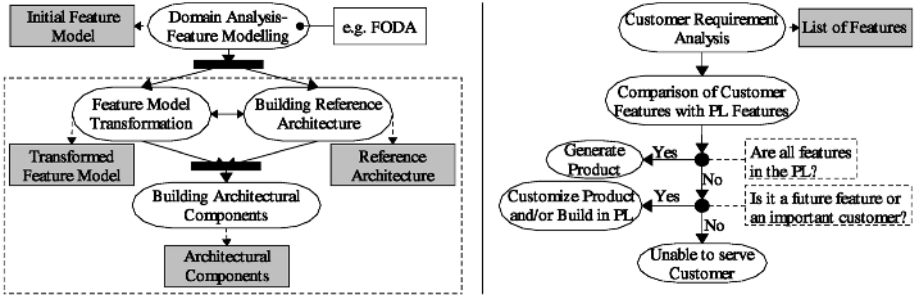 Initial Feature
Model
Domain Analysis-
Feature Modelling
e.g. FODA
Feature Model
Transformation
Building Reference
Architecture
Transformed
Feature Model
Reference
Architecture
Building Architectural
Components
Architectural
Components
Customer Requirement
Analysis
List of Features
Comparison of Customer
Features with PL Features
Generate
Product
Yes
Are all features
in the PL?
No
Customize Product
and/or Build in PL
Yes
Is it a future feature or
an important customer?
No
Unable to serve
Customer